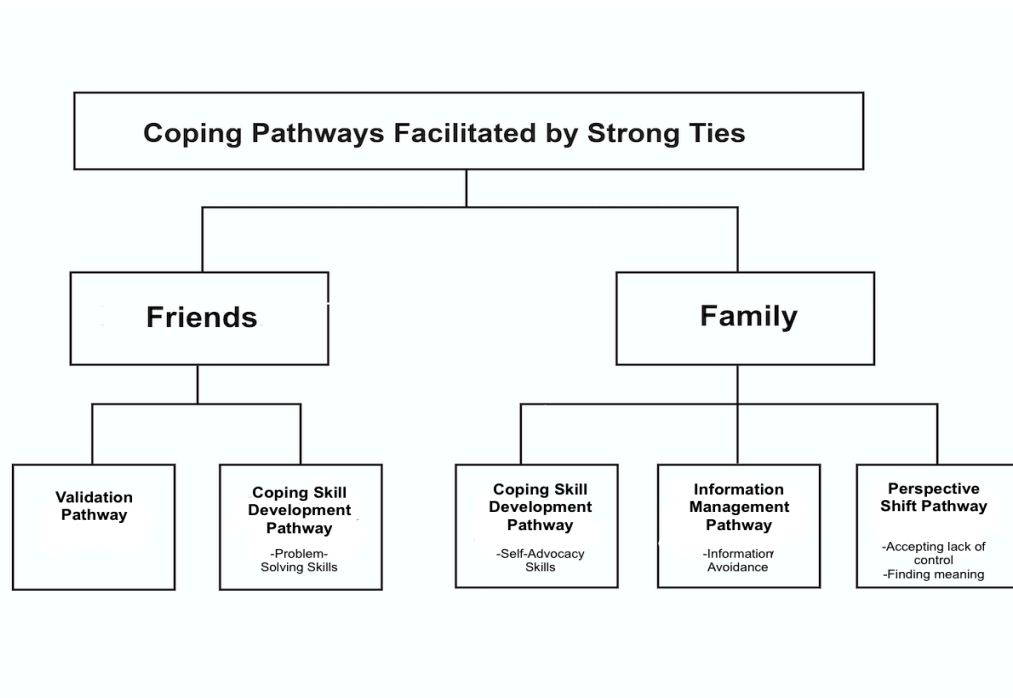 Coping Pathways Facilitated by Strong Ties
Friends
Family
Validation
Pathway
Coping Skill
Development
Pathway
-Problem-
Solving Skills
Coping Skill
Development
Pathway
-Self-Advocacy
Skills
Information
Management
Pathway
-Information
Avoidance
Perspective
Shift Pathway
-Accepting lack of
control
-Finding meaning